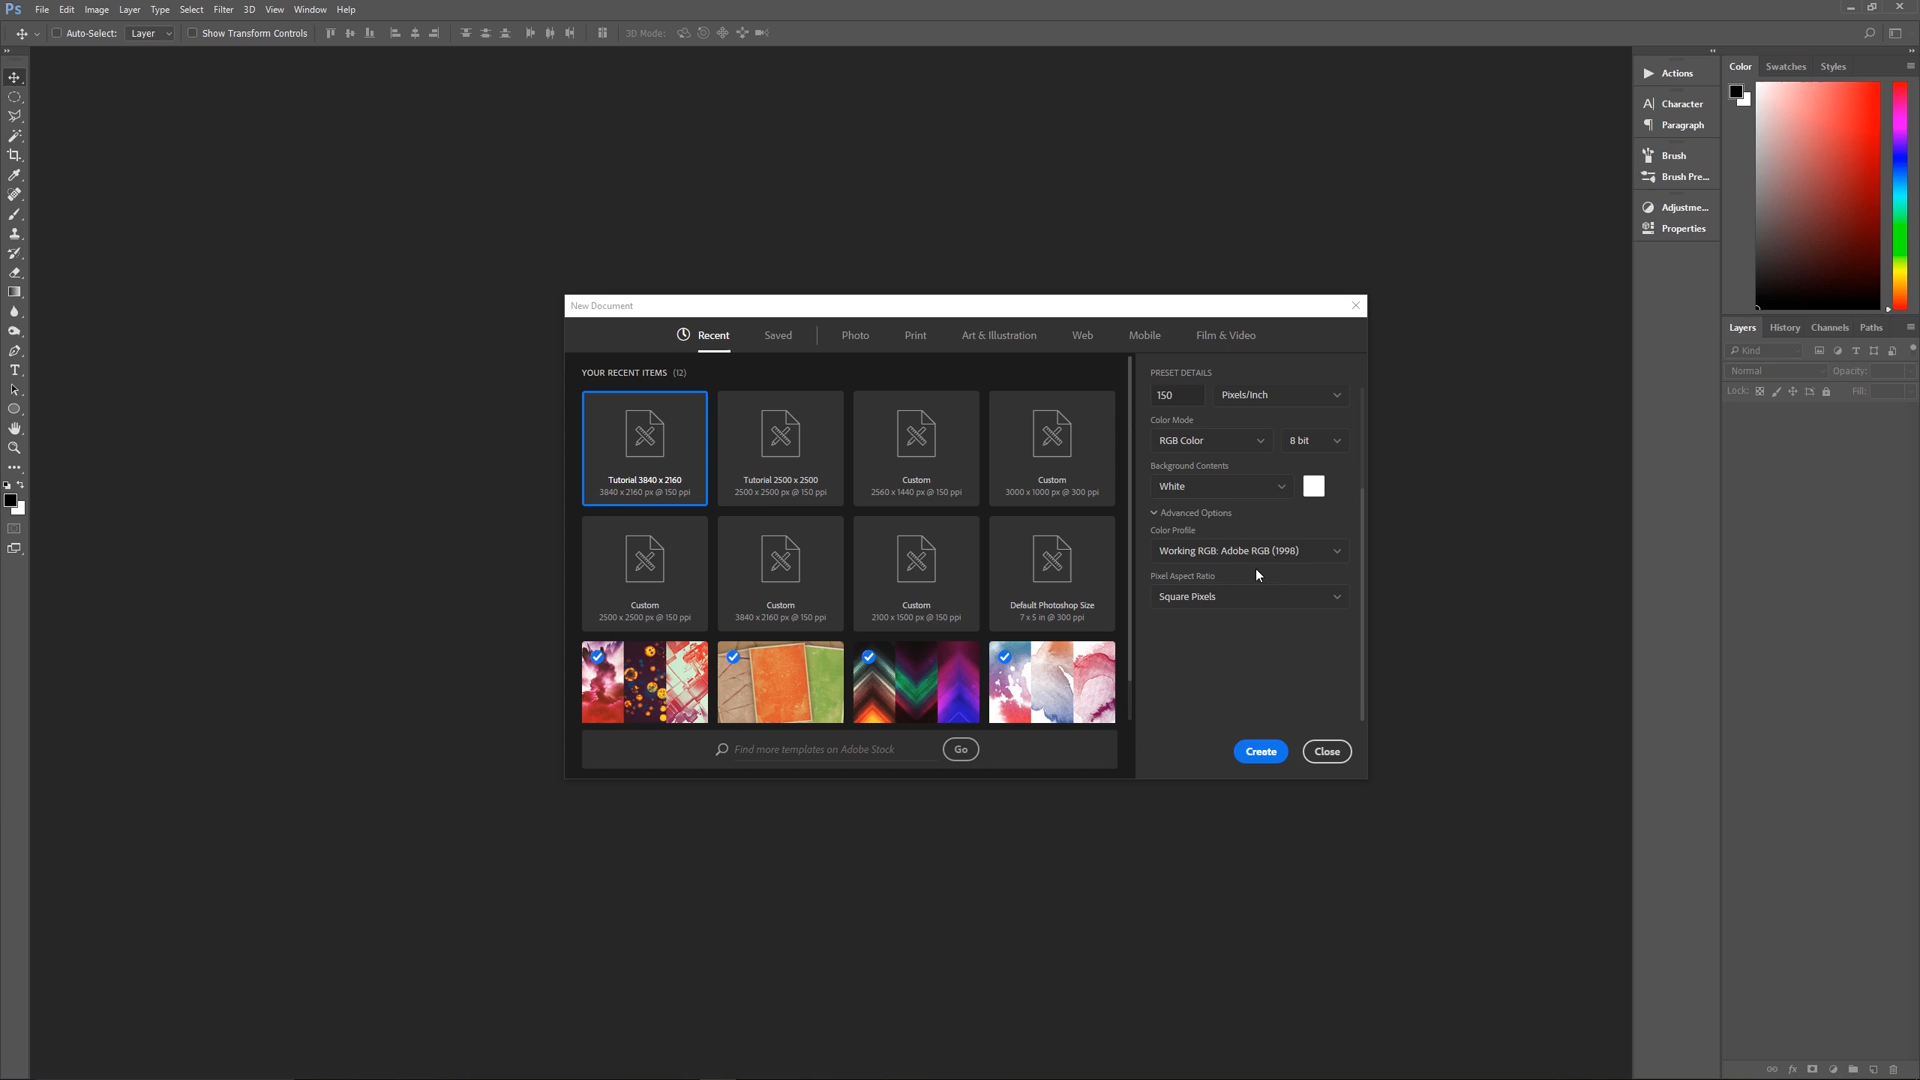 Ps File Edit Image Layer Type Select Filter 3D View Window Help
Auto-Select: Layer Show Transform Controls 3D Mode:
Actions
Character
Paragraph
Brush
Brush Pre...
Adjustme...
Properties
Color Swatches Styles
Layers History Channels Paths
Kind
Normal Opacity:
Lock: Fill:
New Document
Recent Saved Photo Print Art & Illustration Web Mobile Film & Video
YOUR RECENT ITEMS (12)
Tutorial 3840 x 2160
3840 x 2160 px @ 150 ppi
Tutorial 2500 x 2500
2500 x 2500 px @ 150 ppi
Custom
2560 x 1440 px @ 150 ppi
Custom
3000 x 1000 px @ 300 ppi
Custom
2500 x 2500 px @ 150 ppi
Custom
3840 x 2160 px @ 150 ppi
Custom
2100 x 1500 px @ 150 ppi
Default Photoshop Size
7 x 5 in @ 300 ppi
Find more templates on Adobe Stock Go
PRESET DETAILS
150 Pixels/Inch
Color Mode
RGB Color 8 bit
Background Contents
White
Advanced Options
Color Profile
Working RGB: Adobe RGB (1998)
Pixel Aspect Ratio
Square Pixels
Create Close